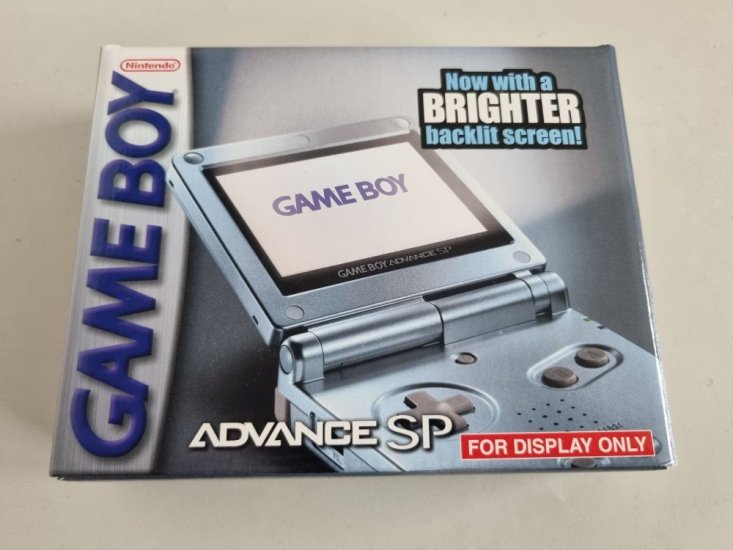 Nintendo
GAME BOY
Now with a
BRIGHTER
backlit screen!
GAME BOY
GAME BOY ADVANCE SP
ADVANCE SP
FOR DISPLAY ONLY